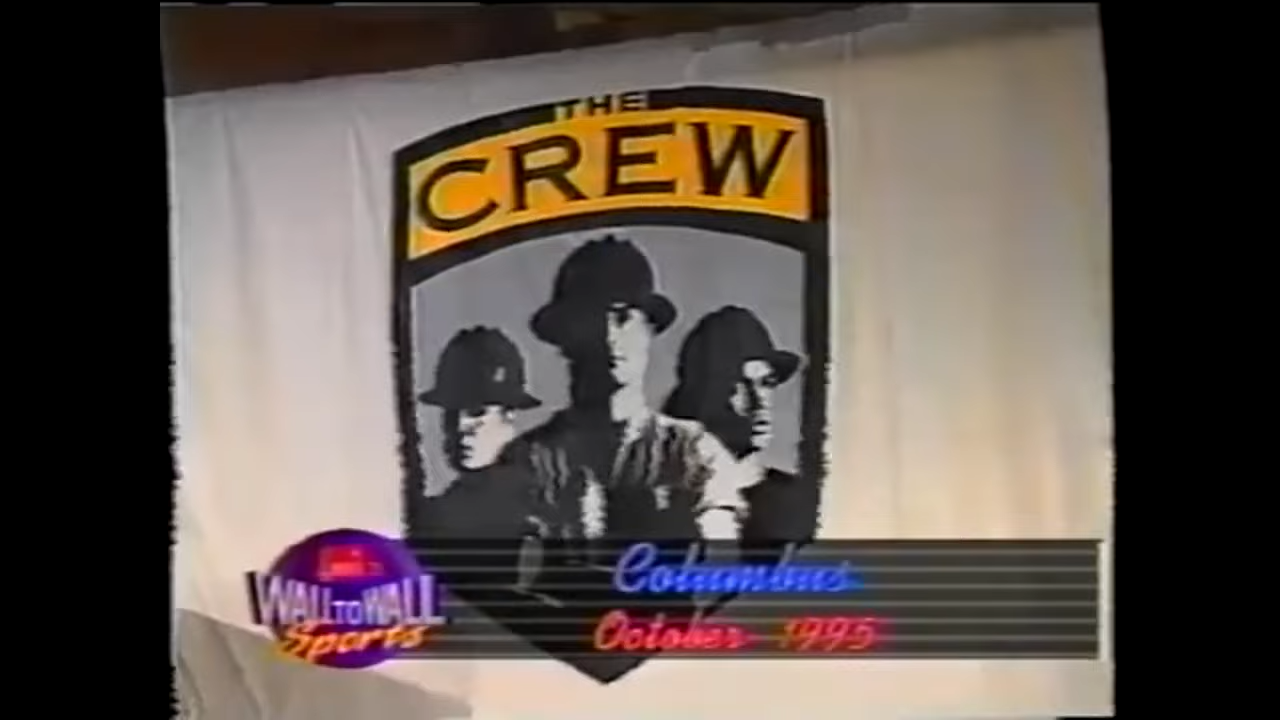 THE
CREW
WALL TO WALL
Sports
Columbus
October 1995